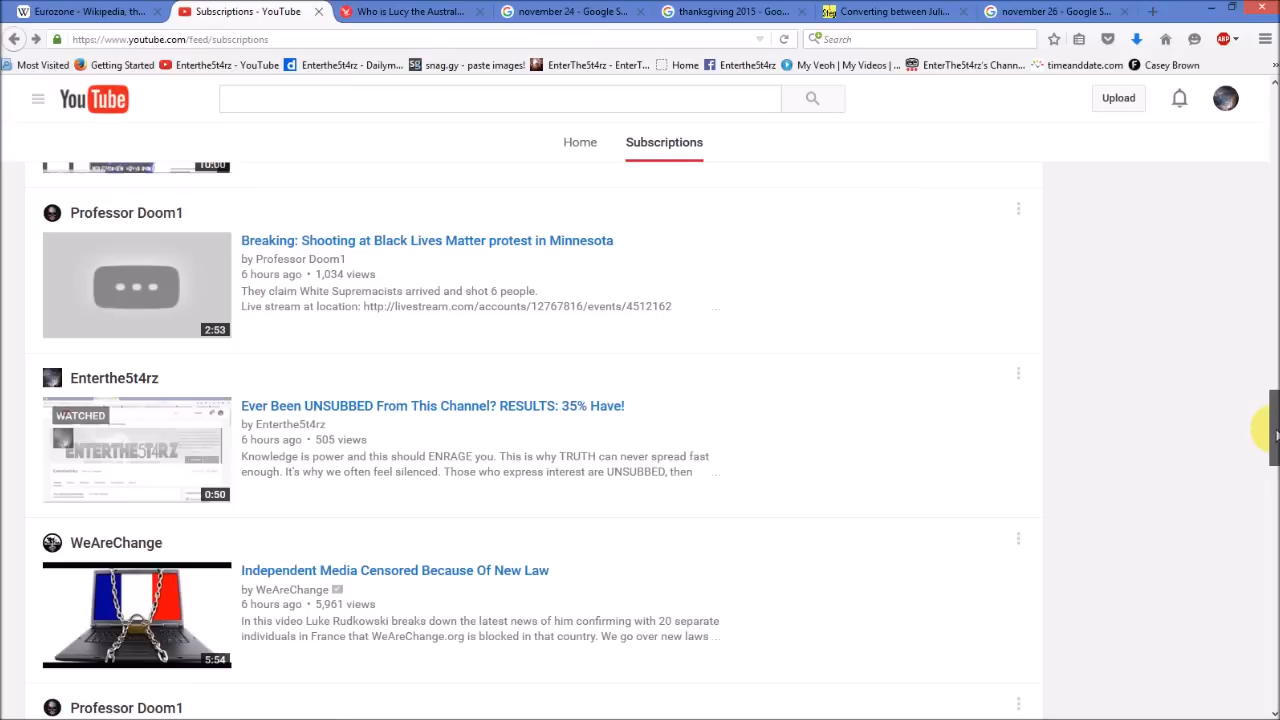 Eurozone - Wikipedia, th...
Subscriptions - YouTube
Who is Lucy the Austral...
november 24 - Google S...
thanksgiving 2015 - Goo...
Conversion between Juli...
november 26 - Google S...
https://www.youtube.com/feed/subscriptions
Search
ABP
Most Visited
Getting Started
Enterthe5t4rz - YouTube
Enterthe5t4rz - Dailym...
snag.gy - paste images!
Enterthe5t4rz - EnterT...
Home
Enterthe5t4rz
My Veoh | My Videos |...
EnterThe5t4rz's Chann...
timeanddate.com
Casey Brown
YouTube
Upload
Home
Subscriptions
10:00
Professor Doom1
Breaking: Shooting at Black Lives Matter protest in Minnesota
by Professor Doom1
6 hours ago • 1,034 views
They claim White Supremacists arrived and shot 6 people.
Live stream at location: http://livestream.com/accounts/12767816/events/4512162 ...
2:53
Enterthe5t4rz
WATCHED
ENTERTHE5T4RZ
0:50
Ever Been UNSUBBED From This Channel? RESULTS: 35% Have!
by Enterthe5t4rz
6 hours ago • 505 views
Knowledge is power and this should ENRAGE you. This is why TRUTH can never spread fast
enough. It's why we often feel silenced. Those who express interest are UNSUBBED, then ...
WeAreChange
Independent Media Censored Because Of New Law
by WeAreChange
6 hours ago • 5,961 views
In this video Luke Rudkowski breaks down the latest news of him confirming with 20 separate
individuals in France that WeAreChange.org is blocked in that country. We go over new laws ...
5:54
Professor Doom1